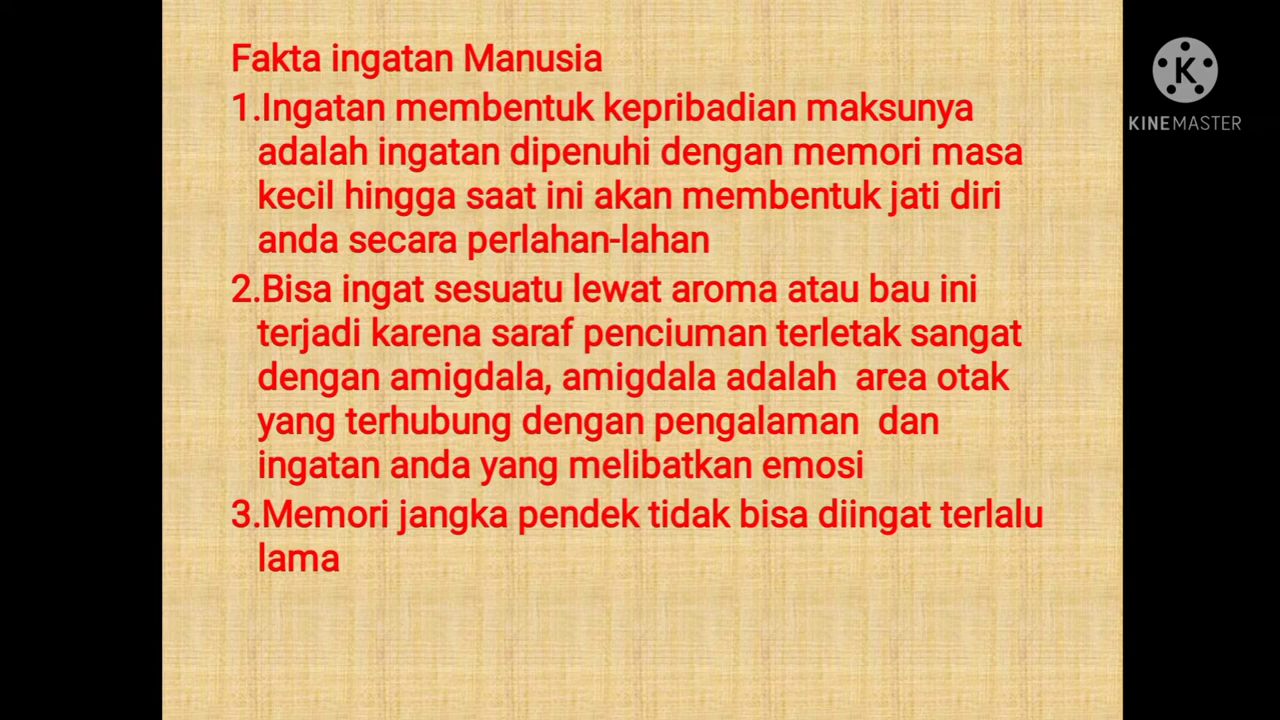 Fakta ingatan Manusia
1.Ingatan membentuk kepribadian maksunya
adalah ingatan dipenuhi dengan memori masa
kecil hingga saat ini akan membentuk jati diri
anda secara perlahan-lahan
2.Bisa ingat sesuatu lewat aroma atau bau ini
terjadi karena saraf penciuman terletak sangat
dengan amigdala, amigdala adalah  area otak
yang terhubung dengan pengalaman  dan
ingatan anda yang melibatkan emosi
3.Memori jangka pendek tidak bisa diingat terlalu
lama
K
KINEMASTER